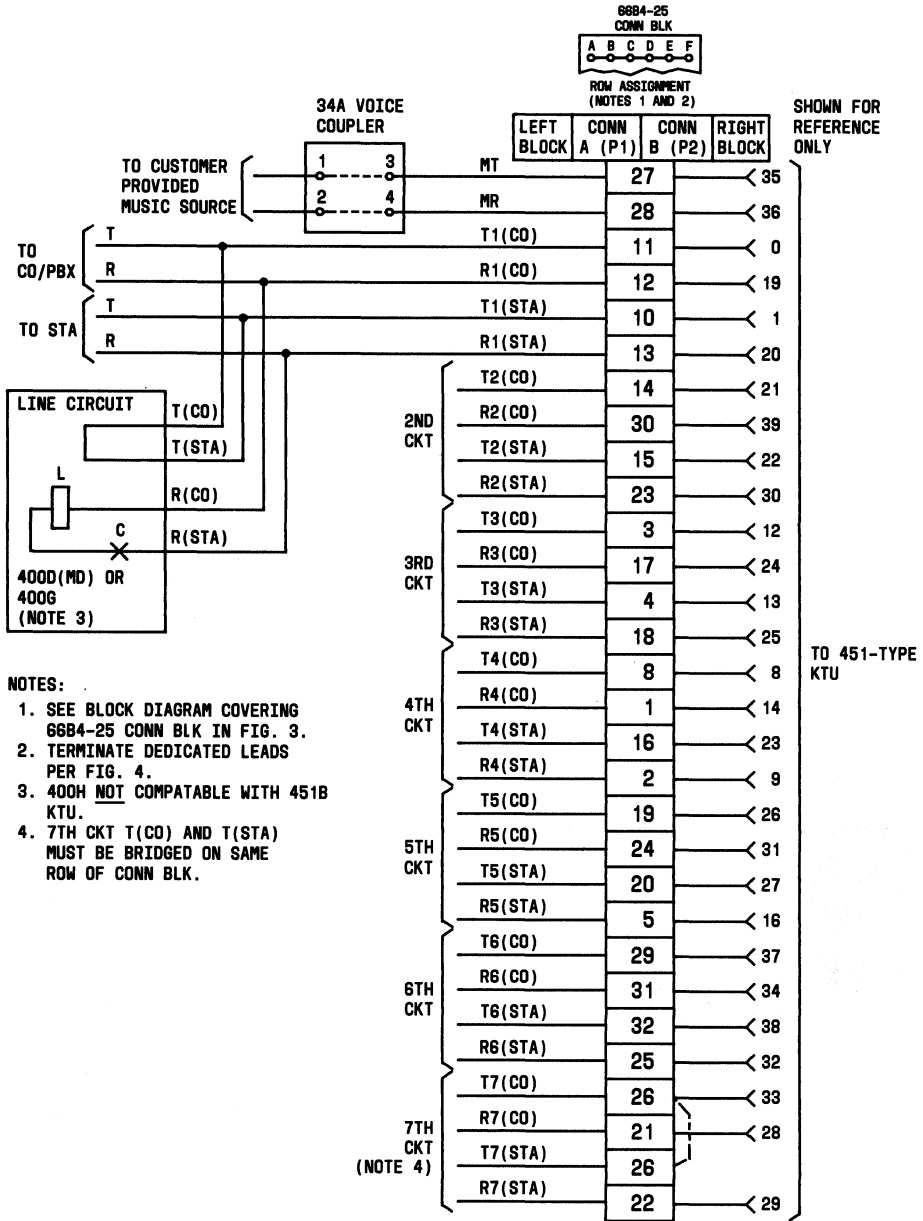 66B4-25
CONN BLK
A B C D E F
ROW ASSIGNMENT
(NOTES 1 AND 2)
34A VOICE
COUPLER
LEFT
BLOCK
CONN
A (P1)
CONN
B (P2)
RIGHT
BLOCK
SHOWN FOR
REFERENCE
ONLY
TO CUSTOMER
PROVIDED
MUSIC SOURCE
1 3 MT 27 35
2 4 MR 28 36
TO
CO/PBX
T T1(CO) 11 0
R R1(CO) 12 19
TO STA
T T1(STA) 10 1
R R1(STA) 13 20
2ND
CKT
T2(CO) 14 21
R2(CO) 30 39
T2(STA) 15 22
R2(STA) 23 30
LINE CIRCUIT
T(CO)
T(STA)
L
R(CO)
C
R(STA)
400D(MD) OR
400G
(NOTE 3)
3RD
CKT
T3(CO) 3 12
R3(CO) 17 24
T3(STA) 4 13
R3(STA) 18 25
TO 451-TYPE
KTU
4TH
CKT
T4(CO) 8 8
R4(CO) 1 14
T4(STA) 16 23
R4(STA) 2 9
5TH
CKT
T5(CO) 19 26
R5(CO) 24 31
T5(STA) 20 27
R5(STA) 5 16
6TH
CKT
T6(CO) 29 37
R6(CO) 31 34
T6(STA) 32 38
R6(STA) 25 32
7TH
CKT
(NOTE 4)
T7(CO) 26 33
R7(CO) 21 28
T7(STA) 26
R7(STA) 22 29
NOTES:
1. SEE BLOCK DIAGRAM COVERING
66B4-25 CONN BLK IN FIG. 3.
2. TERMINATE DEDICATED LEADS
PER FIG. 4.
3. 400H NOT COMPATABLE WITH 451B
KTU.
4. 7TH CKT T(CO) AND T(STA)
MUST BE BRIDGED ON SAME
ROW OF CONN BLK.